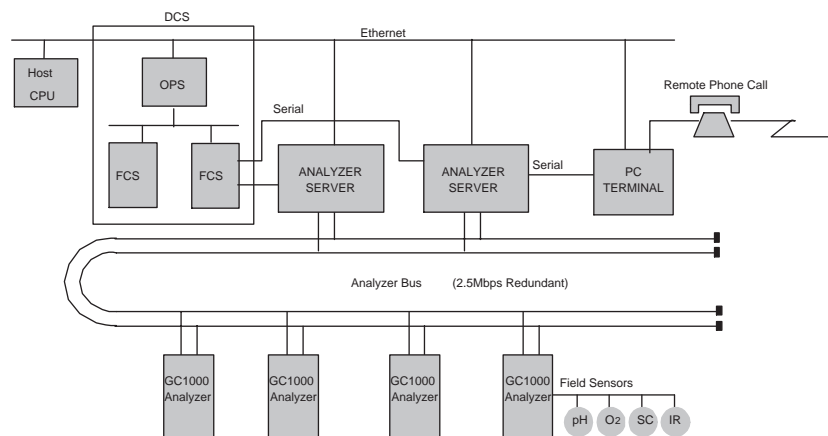 DCS
Ethernet
Host
CPU
OPS
Remote Phone Call
Serial
FCS
FCS
ANALYZER
SERVER
ANALYZER
SERVER
Serial
PC
TERMINAL
Analyzer Bus (2.5Mbps Redundant)
GC1000
Analyzer
GC1000
Analyzer
GC1000
Analyzer
GC1000
Analyzer
Field Sensors
pH
O2
SC
IR